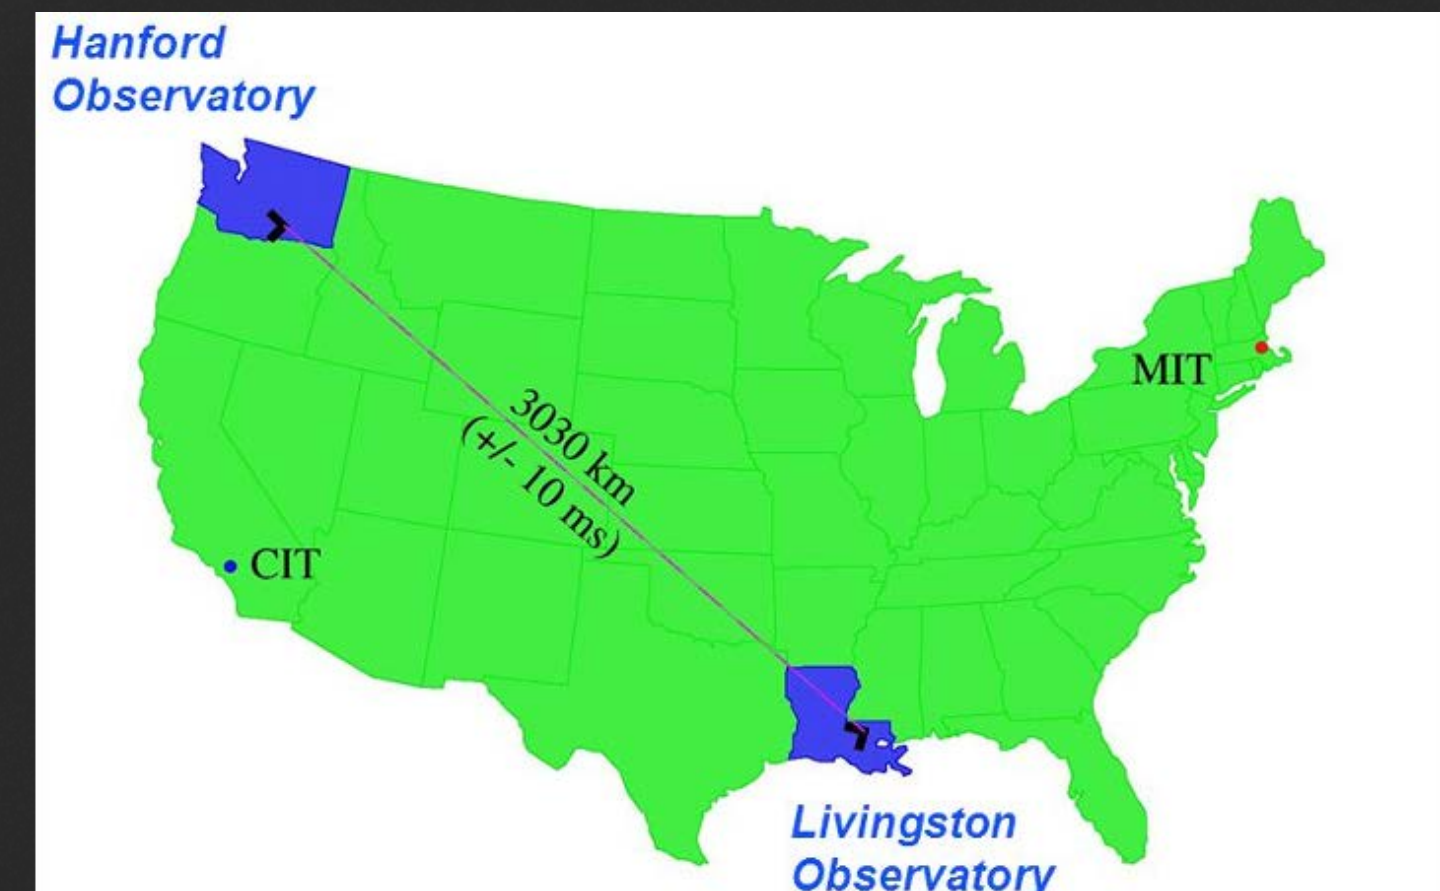 Hanford
Observatory
MIT
3030 km
(+/- 10 ms)
CIT
Livingston
Observatory